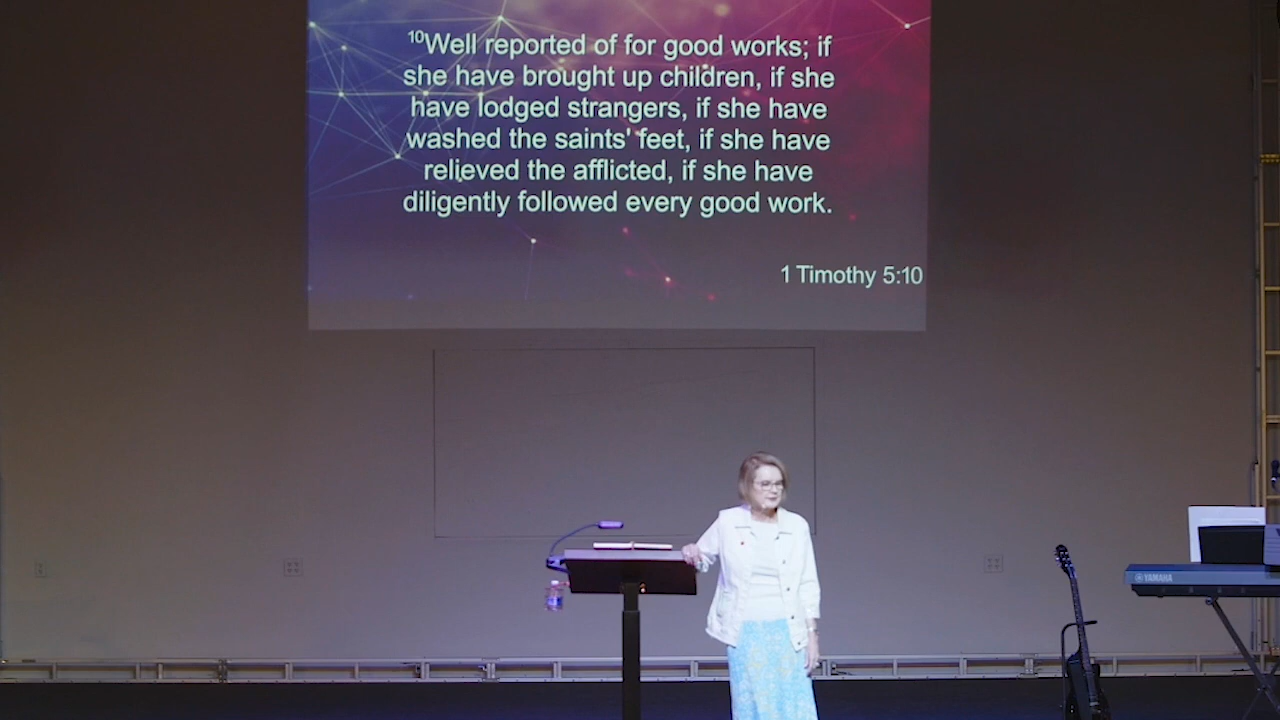 10Well reported of for good works; if
she have brought up children, if she
have lodged strangers, if she have
washed the saints' feet, if she have
relieved the afflicted, if she have
diligently followed every good work.
1 Timothy 5:10
YAMAHA